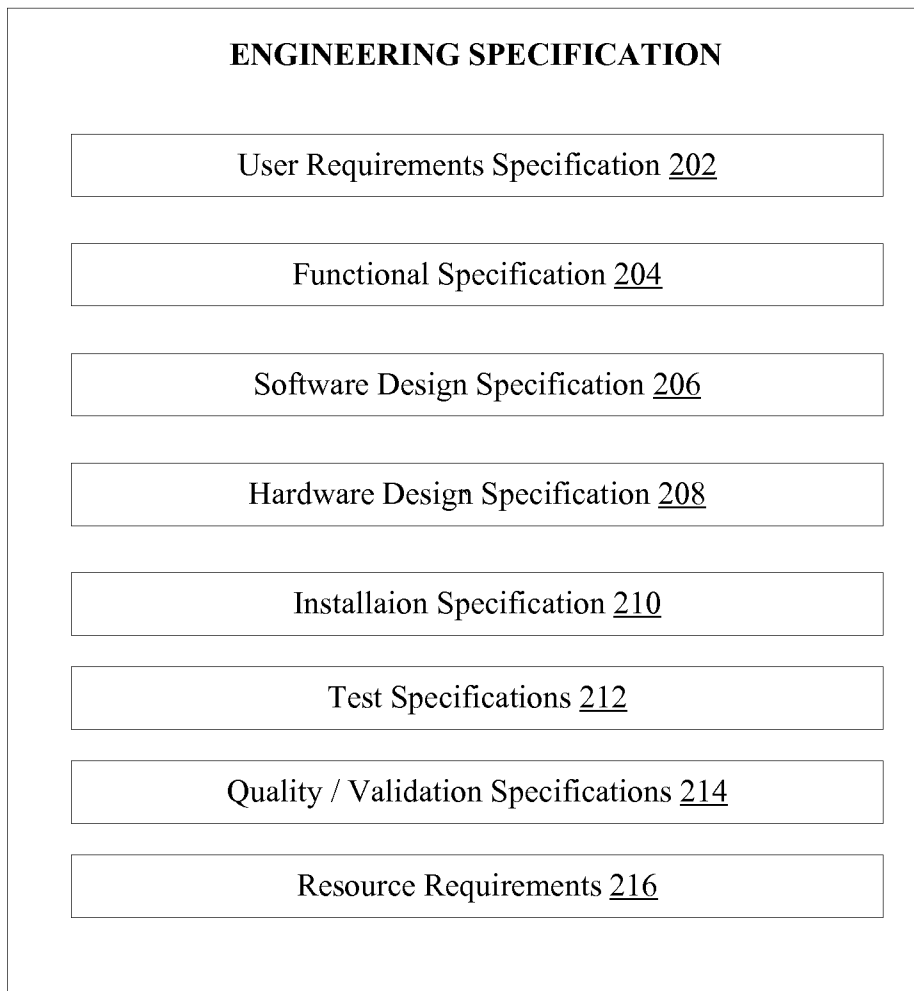 ENGINEERING SPECIFICATION
User Requirements Specification 202
Functional Specification 204
Software Design Specification 206
Hardware Design Specification 208
Installaion Specification 210
Test Specifications 212
Quality / Validation Specifications 214
Resource Requirements 216